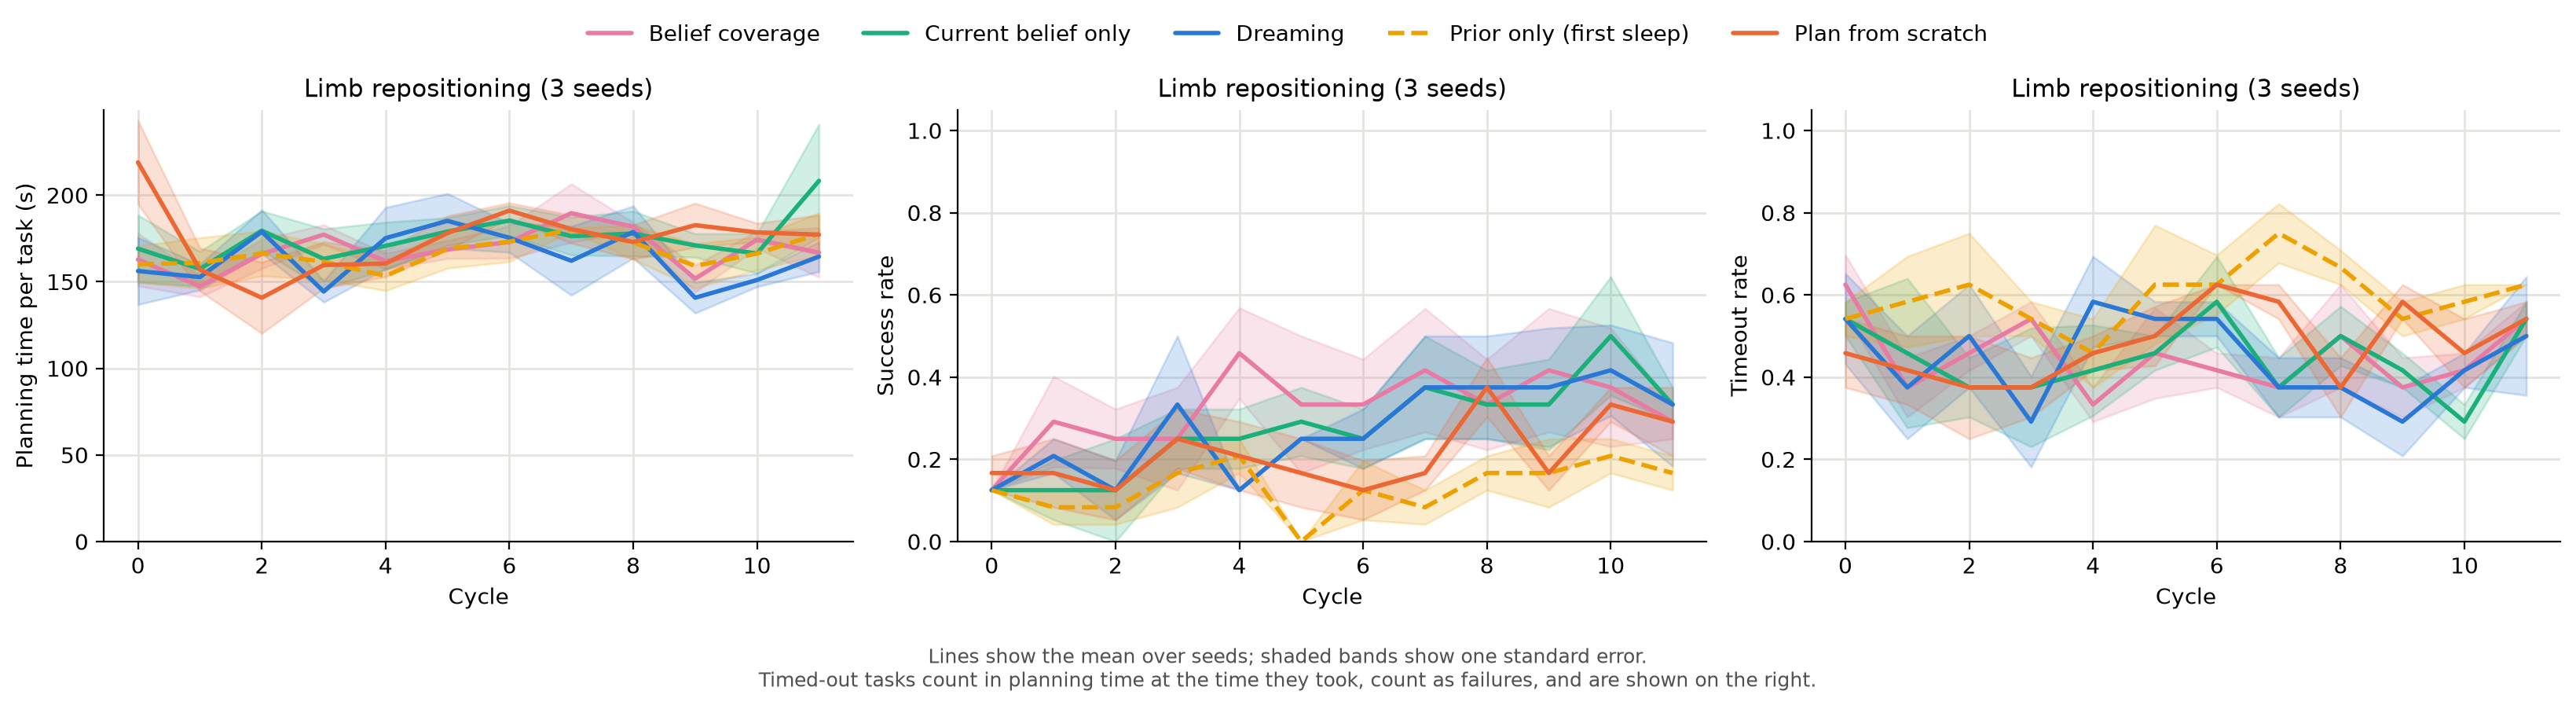 Belief coverage Current belief only Dreaming Prior only (first sleep) Plan from scratch
Limb repositioning (3 seeds)
Planning time per task (s)
200
150
100
50
0
0 2 4 6 8 10
Cycle
Limb repositioning (3 seeds)
Success rate
1.0
0.8
0.6
0.4
0.2
0.0
0 2 4 6 8 10
Cycle
Limb repositioning (3 seeds)
Timeout rate
1.0
0.8
0.6
0.4
0.2
0.0
0 2 4 6 8 10
Cycle
Lines show the mean over seeds; shaded bands show one standard error.
Timed-out tasks count in planning time at the time they took, count as failures, and are shown on the right.